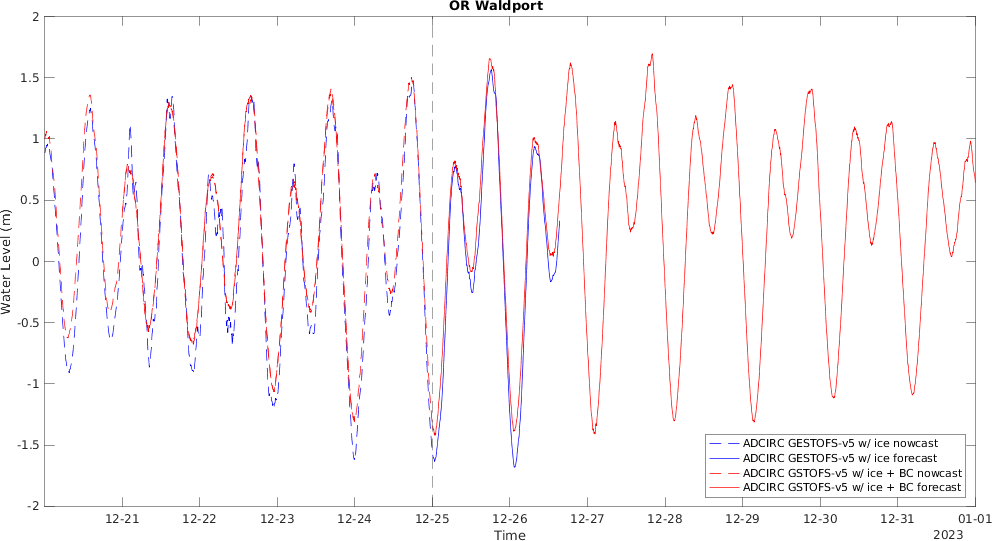 OR Waldport
2
1.5
1
0.5
0
-0.5
-1
-1.5
-2
Water Level (m)
12-21 12-22 12-23 12-24 12-25 12-26 12-27 12-28 12-29 12-30 12-31 01-01
Time
2023
ADCIRC GESTOFS-v5 w/ ice nowcast
ADCIRC GESTOFS-v5 w/ ice forecast
ADCIRC GSTOFS-v5 w/ ice + BC nowcast
ADCIRC GSTOFS-v5 w/ ice + BC forecast